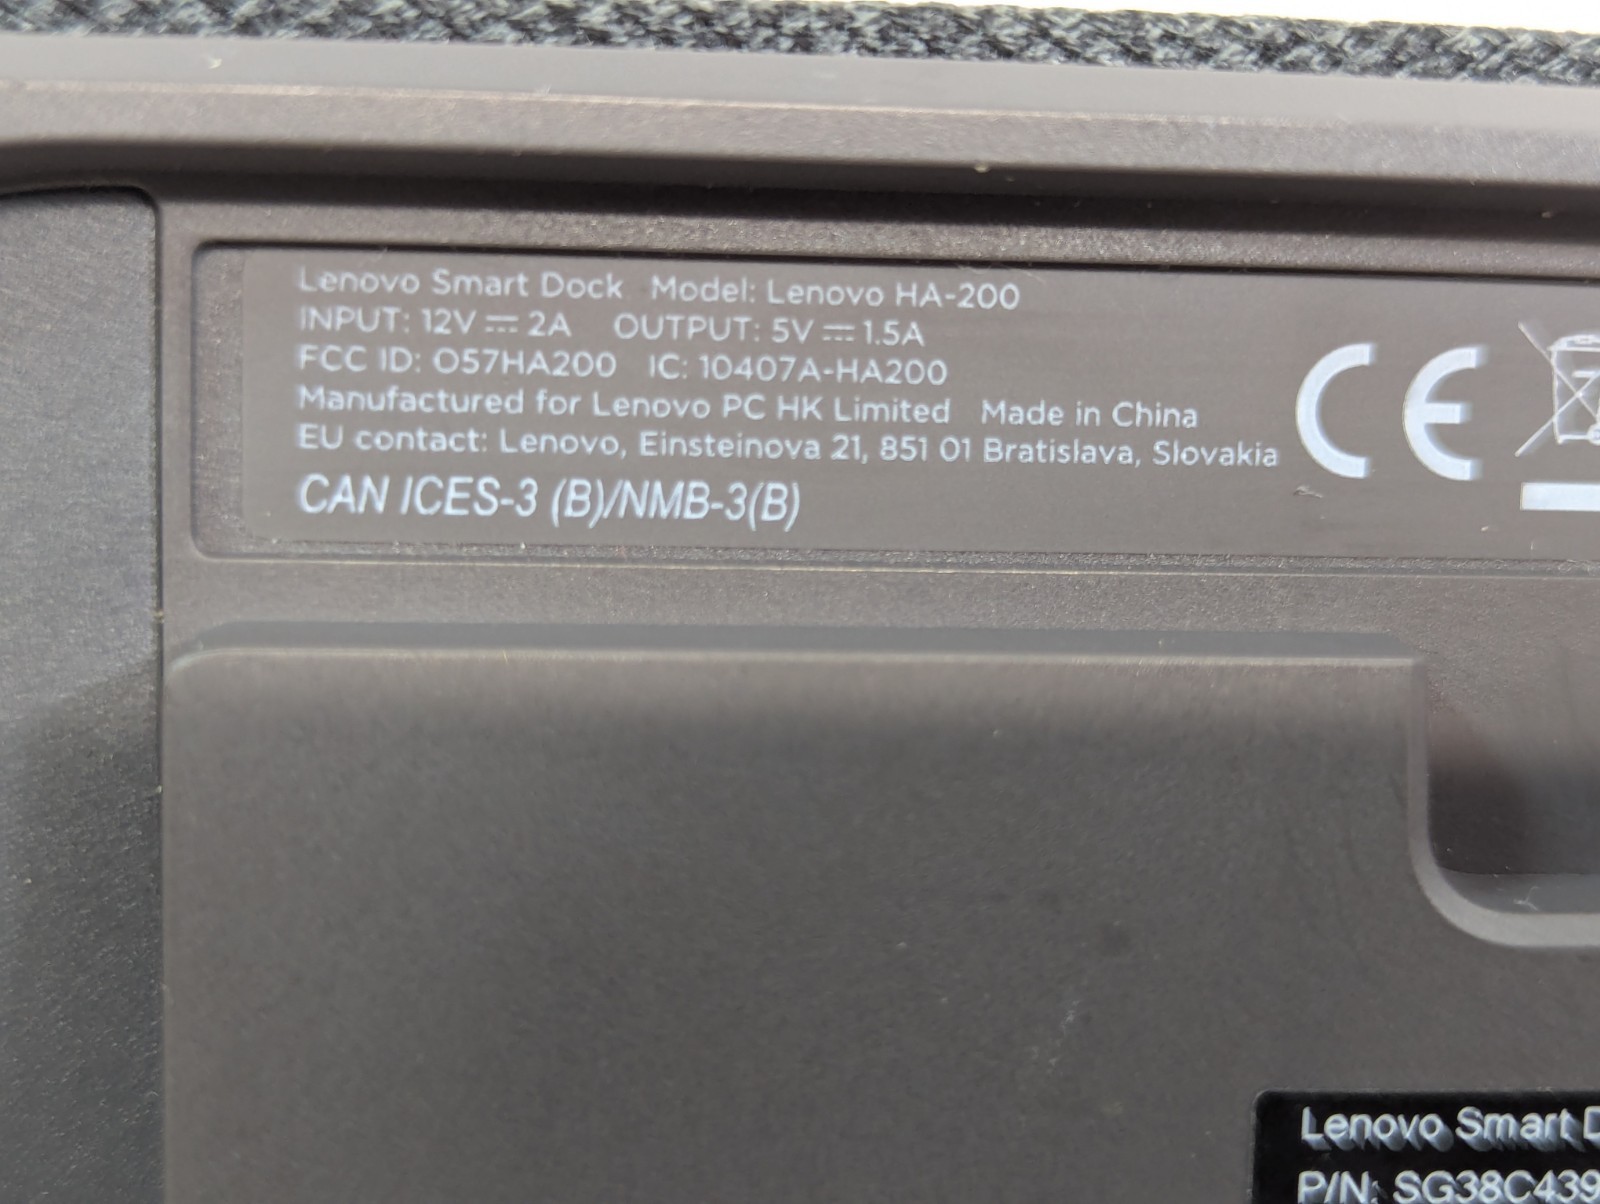 Lenovo Smart Dock Model: Lenovo HA-200
INPUT: 12V ⎓ 2A OUTPUT: 5V ⎓ 1.5A
FCC ID: O57HA200 IC: 10407A-HA200
Manufactured for Lenovo PC HK Limited Made in China
EU contact: Lenovo, Einsteinova 21, 851 01 Bratislava, Slovakia
CAN ICES-3 (B)/NMB-3(B)
CE
Lenovo Smart D
P/N: SG38C439